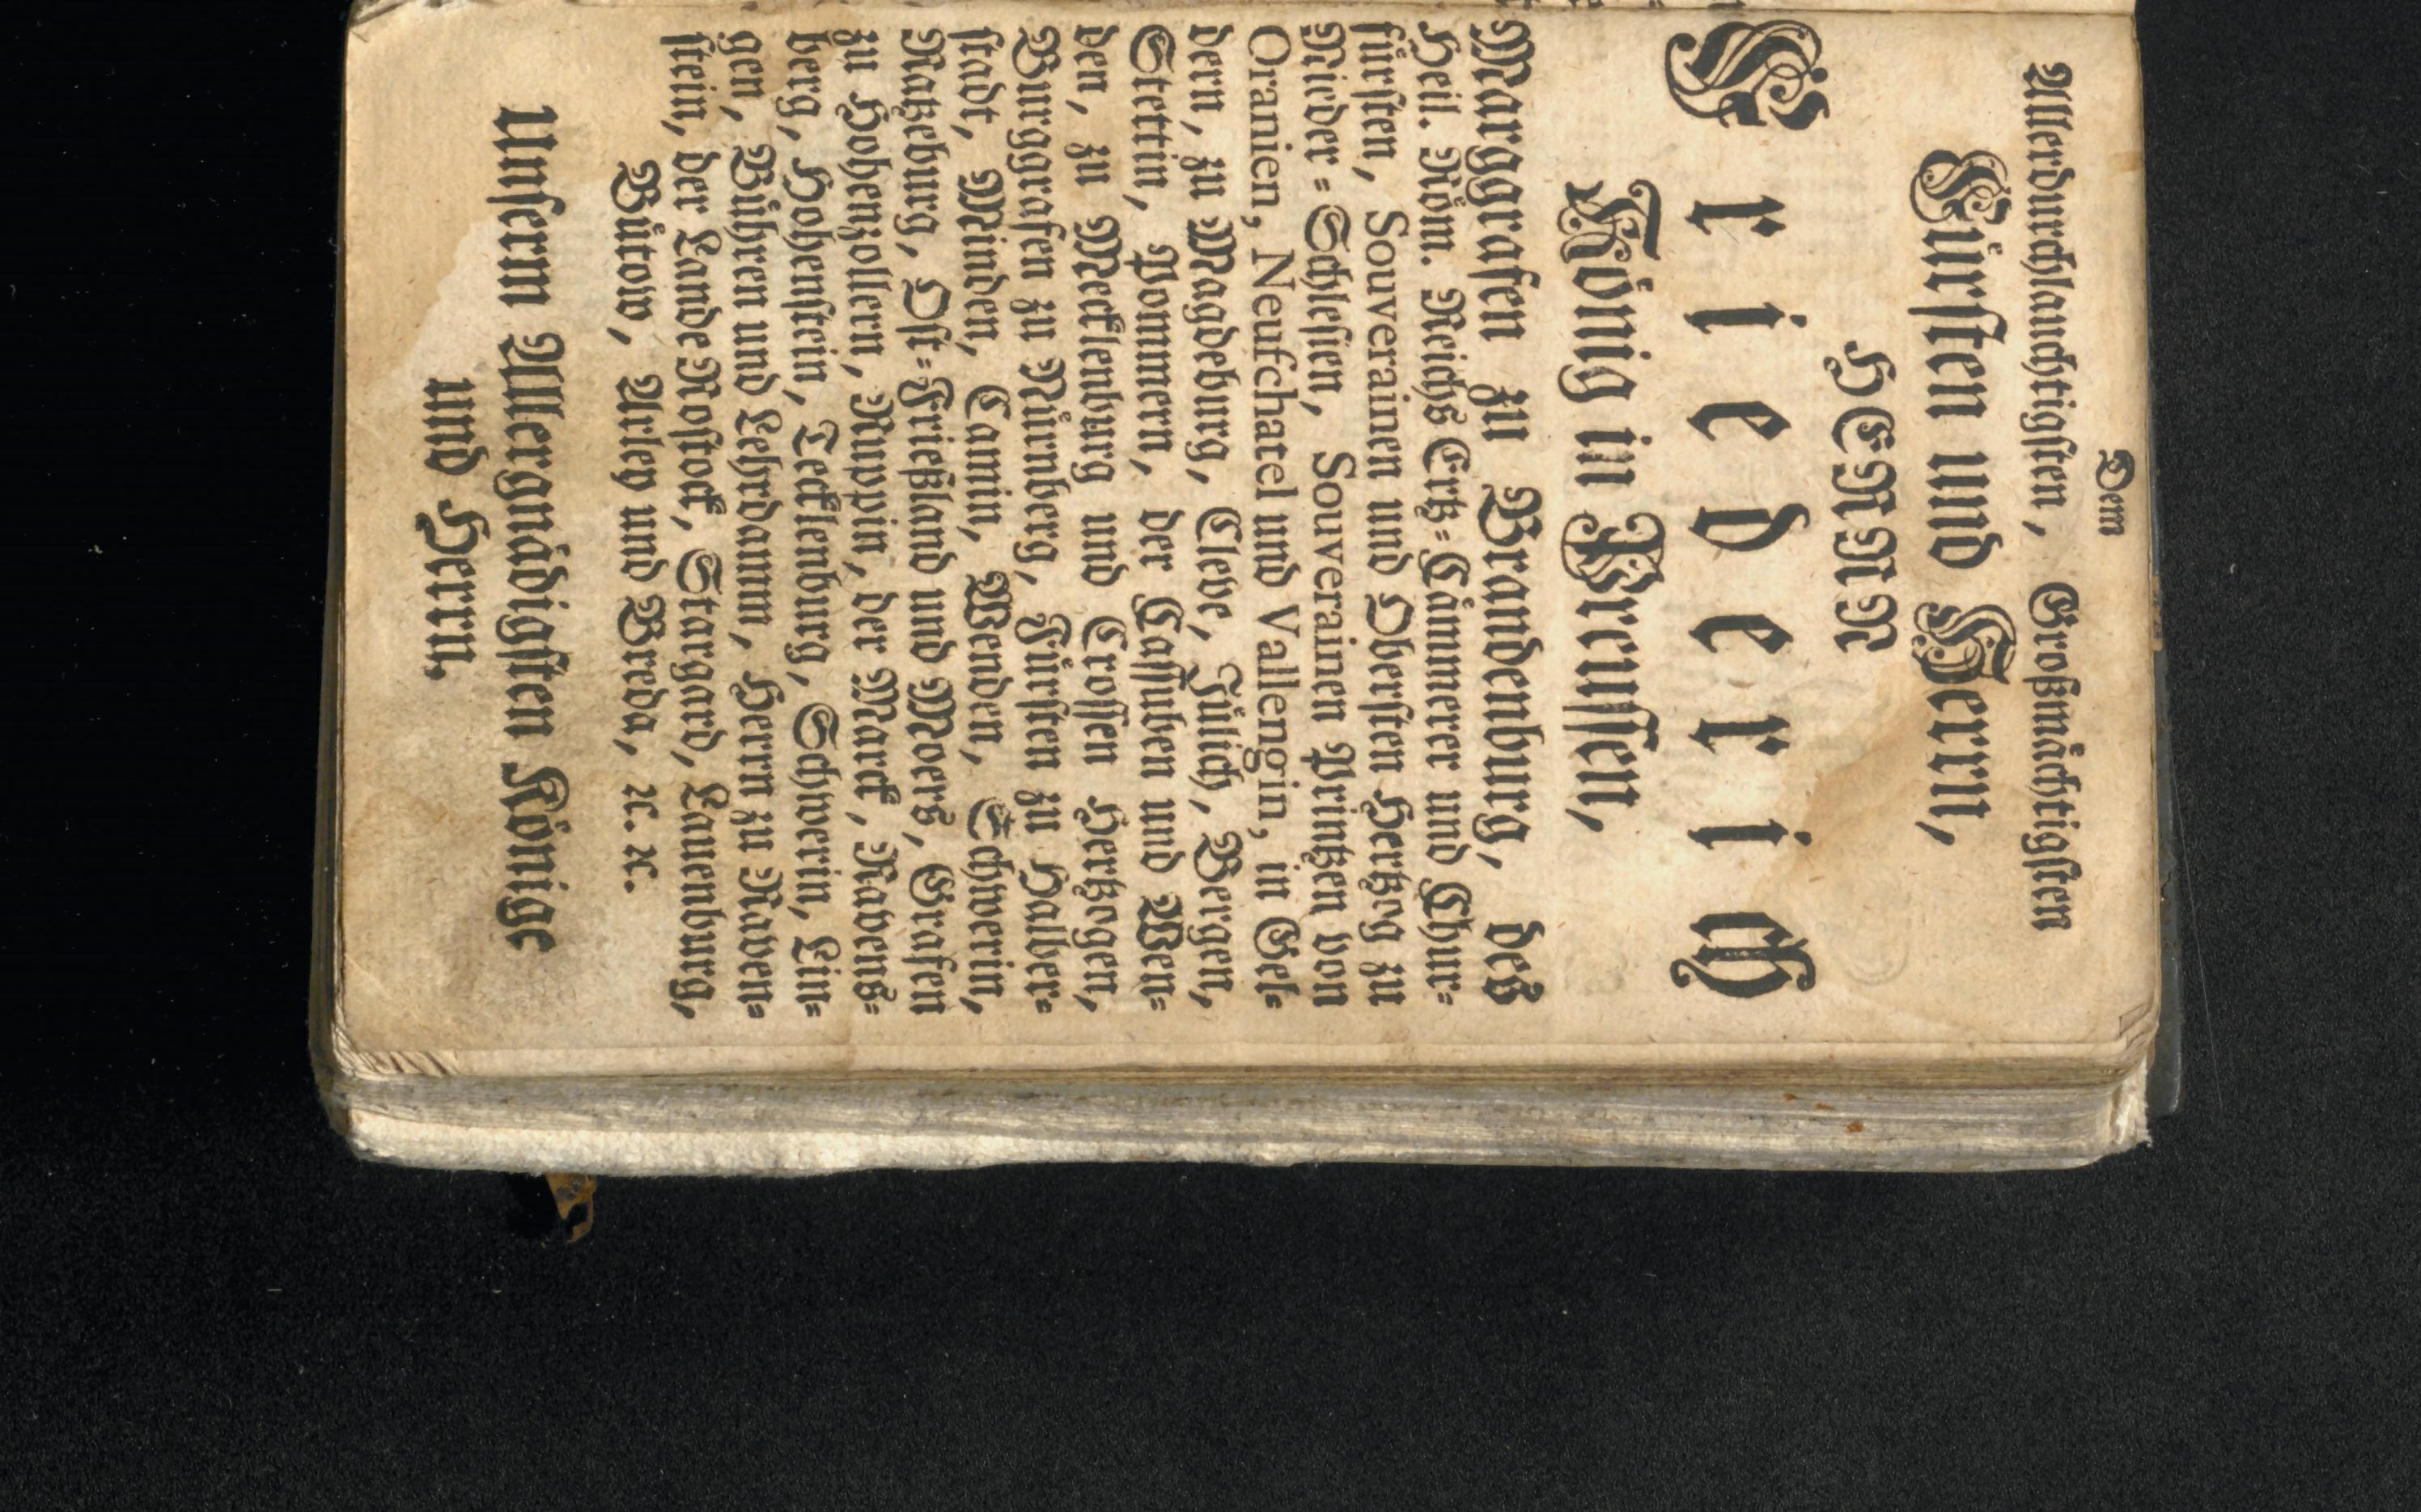 Dem
Allerdurchlauchtigsten, Großmächtigsten
Fürsten und Herrn,
HERRN
Friederich
König in Preussen,
Marggrafen zu Brandenburg, des
Heil. Röm. Reichs Ertz-Cämmerer und Chur-
fürsten, Souverainen und Obersten Hertzog zu
Nieder-Schlesien, Souverainen Printzen von
Oranien, Neufchatel und Vallengin, in Gel-
dern, zu Magdeburg, Cleve, Jülich, Bergen,
Stettin, Pommern, der Cassuben und Wen-
den, zu Mecklenburg und Crossen Hertzogen,
Burggrafen zu Nürnberg, Fürsten zu Halber-
stadt, Minden, Camin, Wenden, Schwerin,
Ratzeburg, Ost-Frießland und Moers, Grafen
zu Hohenzollern, Ruppin, der Marck, Ravens-
berg, Hohenstein, Tecklenburg, Schwerin, Lin-
gen, Bühren und Lehrdamm, Herrn zu Raven-
stein, der Lande Rostock, Stargard, Lauenburg,
Bütow, Arley und Breda, ꝛc. ꝛc.
Unserm Allergnädigsten Könige
und Herrn.